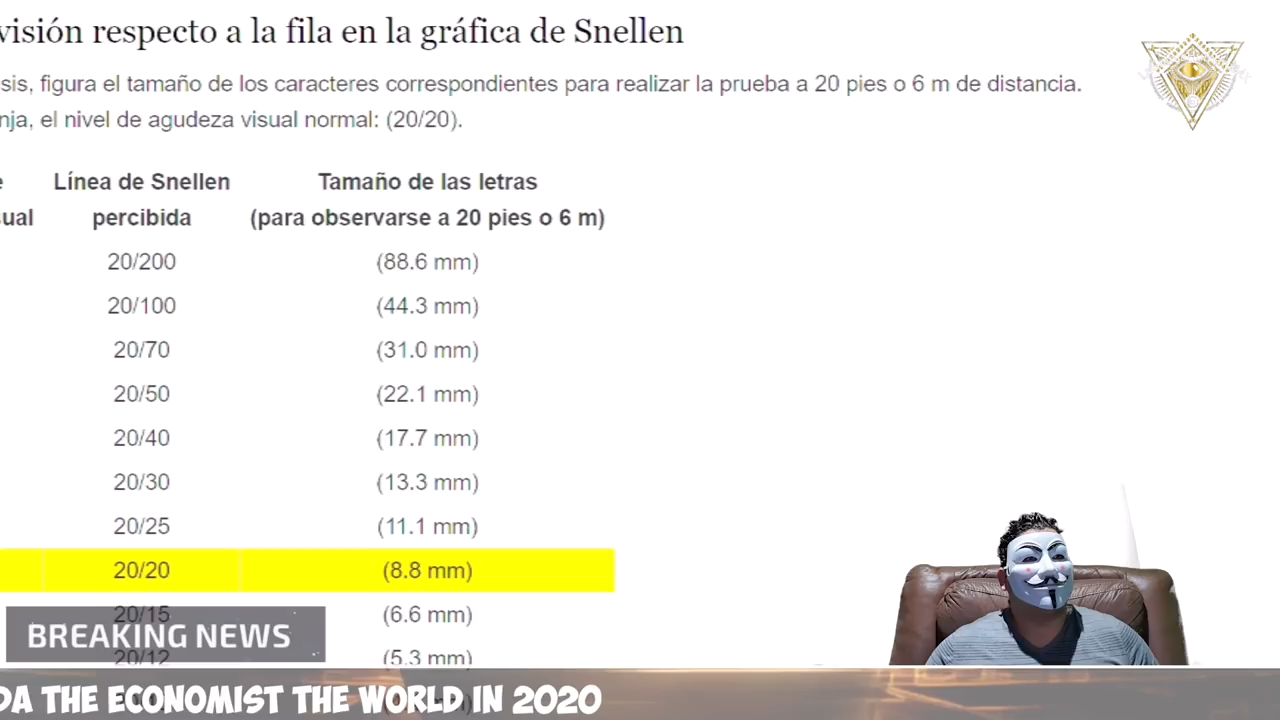 visión respecto a la fila en la gráfica de Snellen
sis, figura el tamaño de los caracteres correspondientes para realizar la prueba a 20 pies o 6 m de distancia.
nja, el nivel de agudeza visual normal: (20/20).
e Línea de Snellen Tamaño de las letras
ual percibida (para observarse a 20 pies o 6 m)
20/200 (88.6 mm)
20/100 (44.3 mm)
20/70 (31.0 mm)
20/50 (22.1 mm)
20/40 (17.7 mm)
20/30 (13.3 mm)
20/25 (11.1 mm)
20/20 (8.8 mm)
20/15 (6.6 mm)
BREAKING NEWS
20/12 (5.3 mm)
DA THE ECONOMIST THE WORLD IN 2020